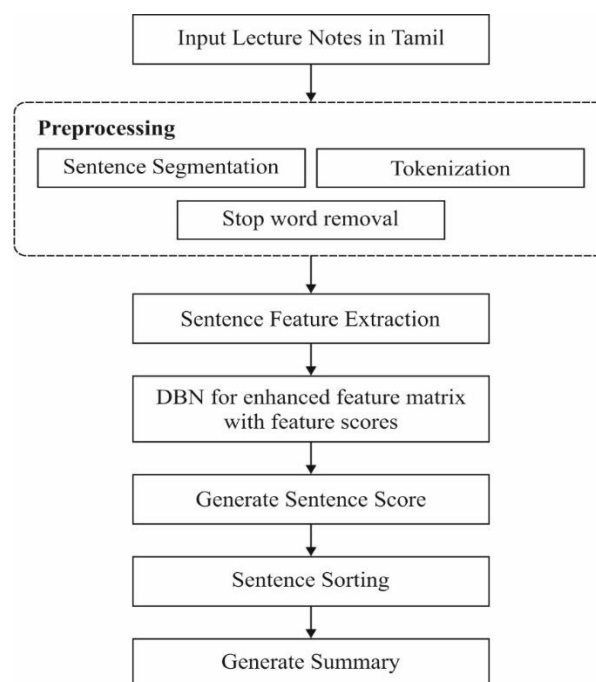 Input Lecture Notes in Tamil
Preprocessing
Sentence Segmentation
Tokenization
Stop word removal
Sentence Feature Extraction
DBN for enhanced feature matrix
with feature scores
Generate Sentence Score
Sentence Sorting
Generate Summary